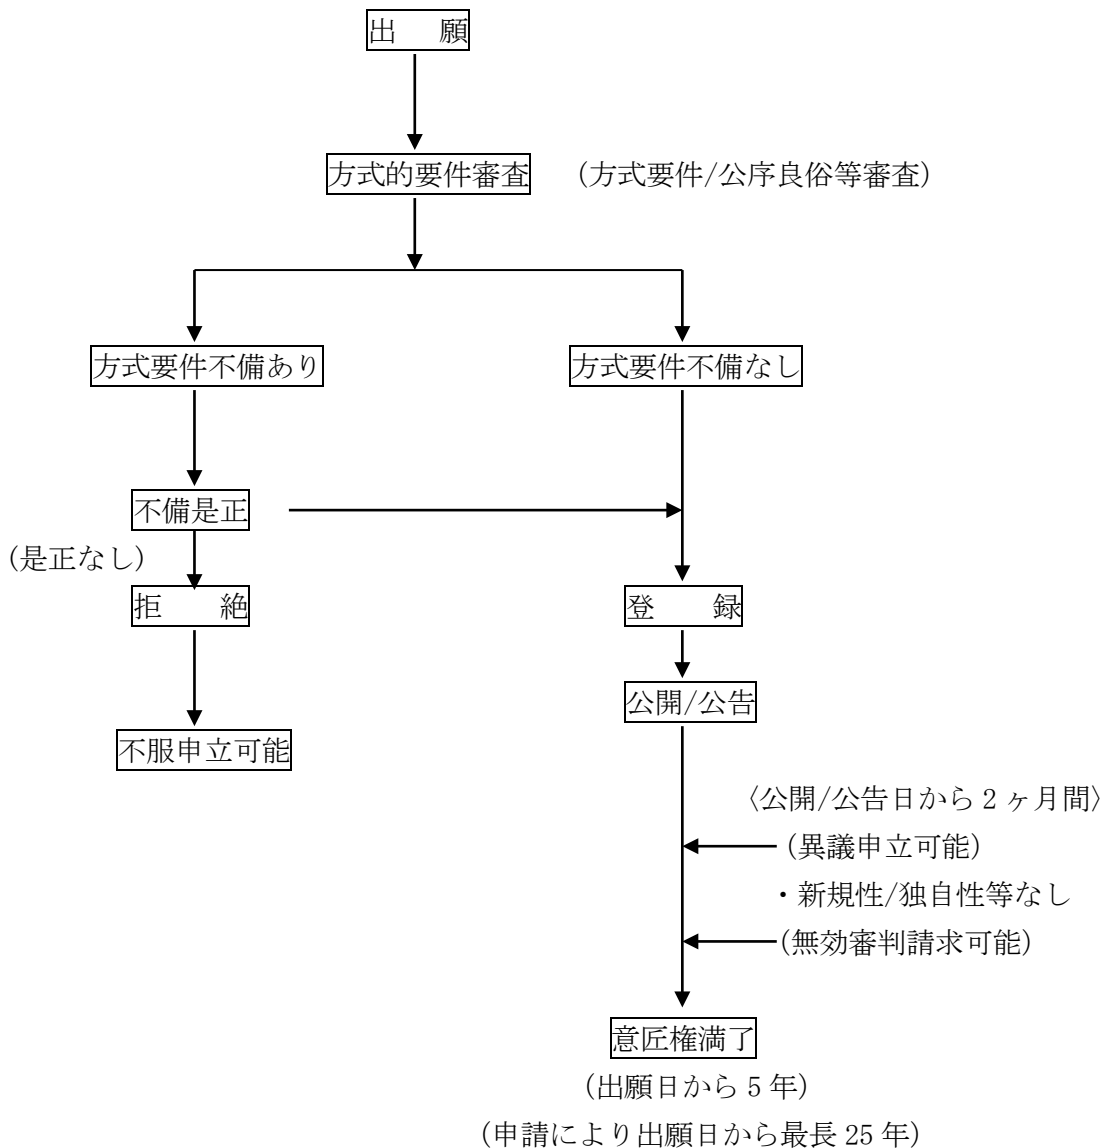 出　　願
方式的要件審査　(方式要件/公序良俗等審査)
方式要件不備あり　方式要件不備なし
不備是正
(是正なし)
拒　　絶　登　　録
公開/公告
不服申立可能
〈公開/公告日から 2 ヶ月間〉
(異議申立可能)
・新規性/独自性等なし
(無効審判請求可能)
意匠権満了
(出願日から 5 年)
(申請により出願日から最長 25 年)